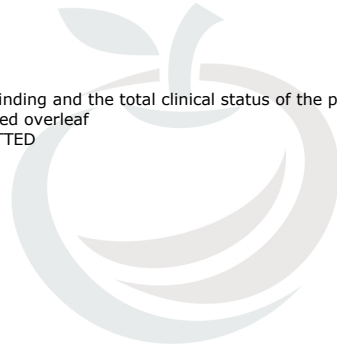 inding and the total clinical status of the p
ed overleaf
TTED